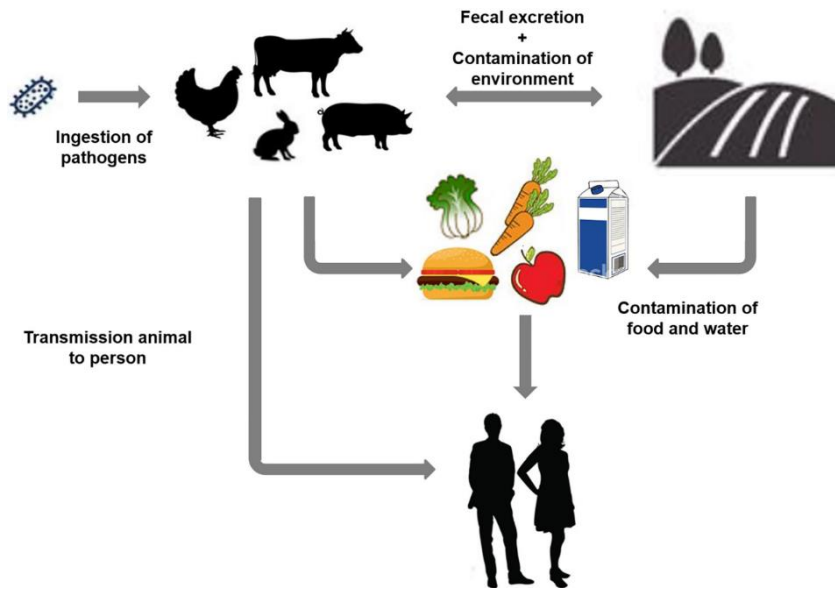 Fecal excretion
+
Contamination of
environment
Ingestion of
pathogens
Contamination of
food and water
Transmission animal
to person